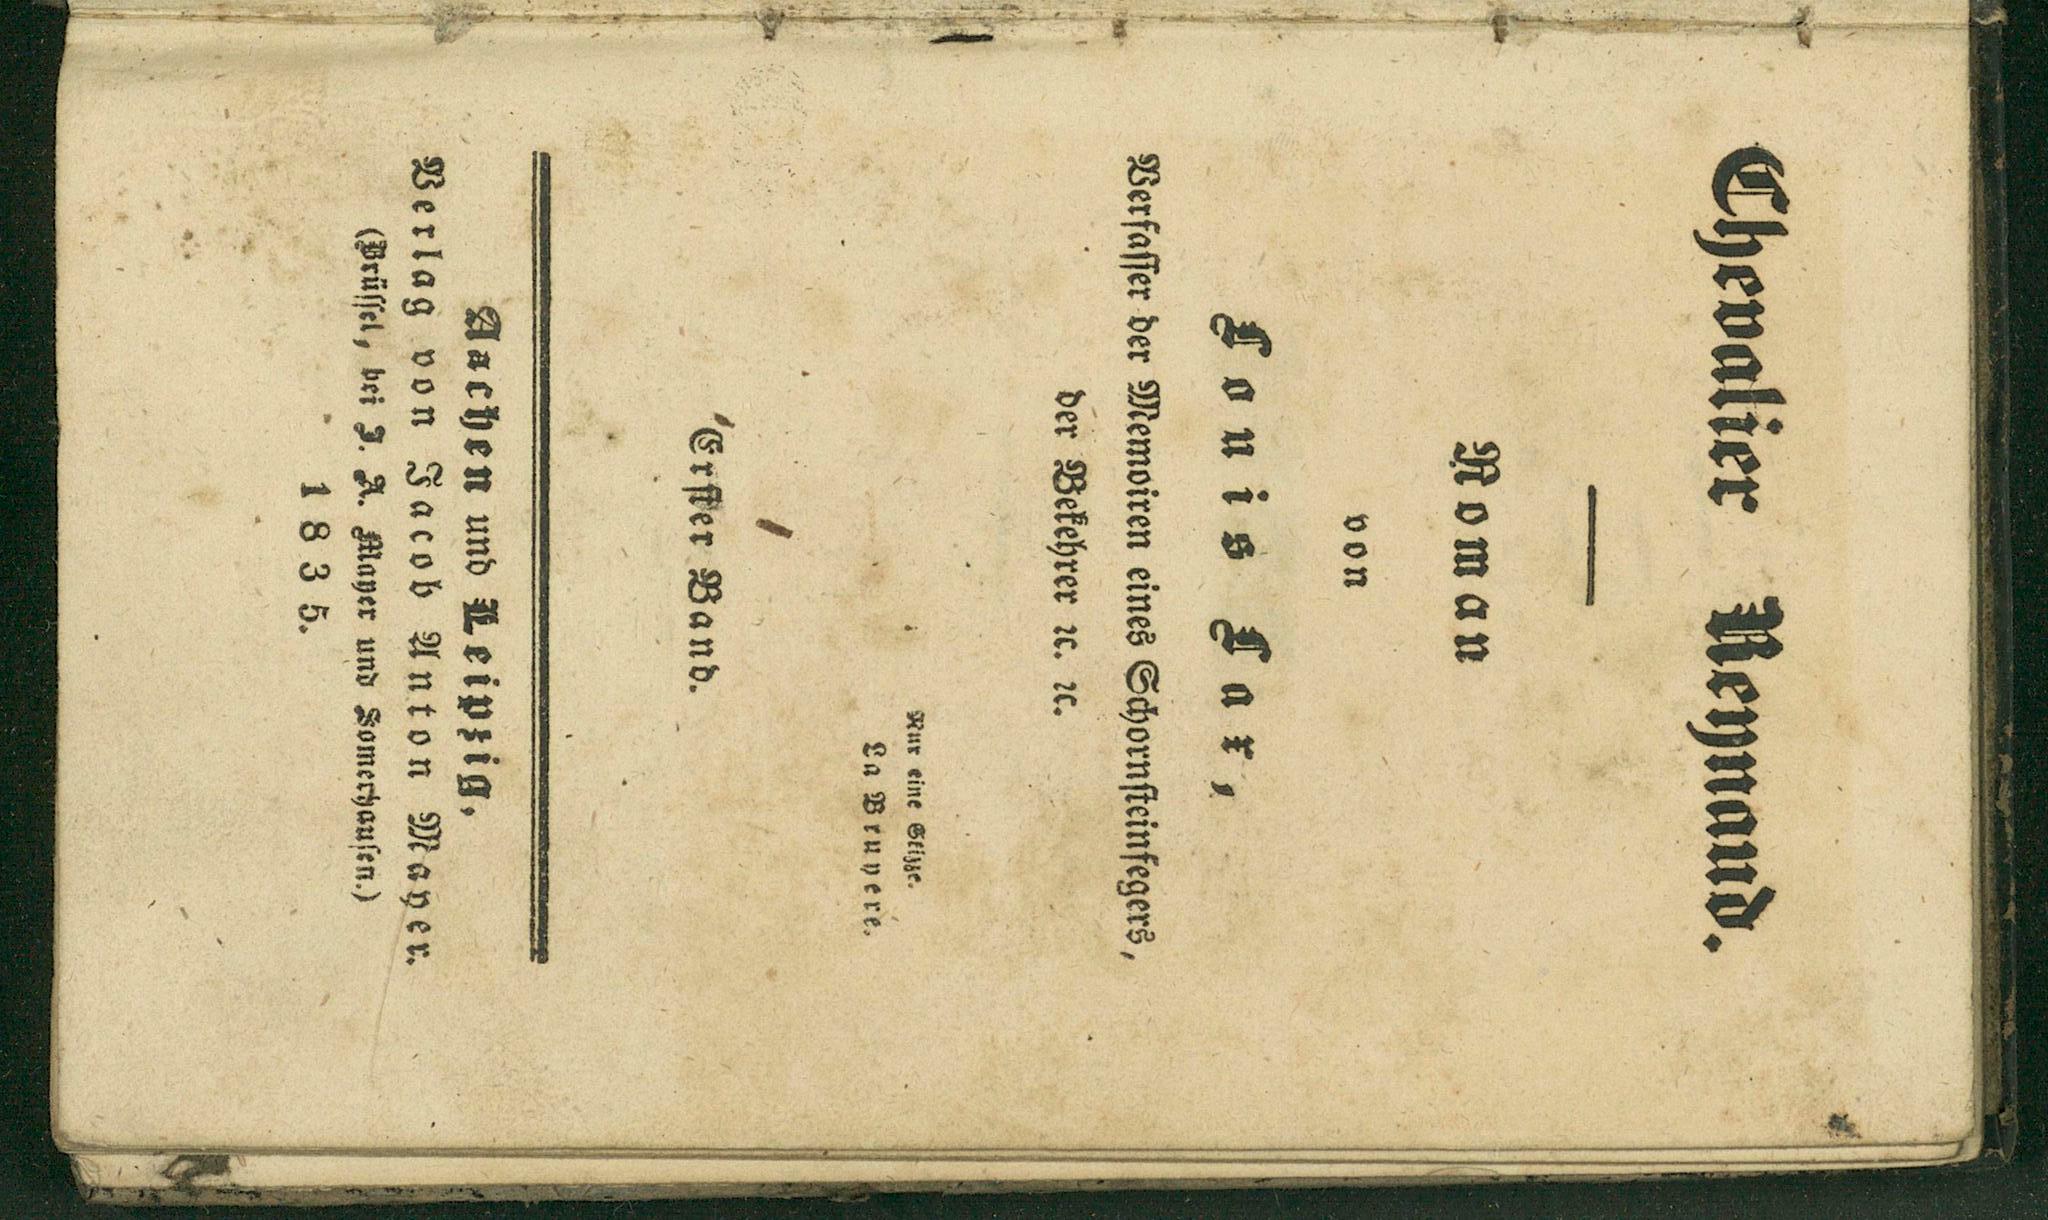 Chevalier Reymand.
Roman
von
Louis Lax,
Verfasser der Memoiren eines Schornsteinfegers,
der Bekehrer ꝛc. ꝛc.
Nur eine Skizze.
La Bruyere.
Erster Band.
Aachen und Leipzig,
Verlag von Jacob Anton Mayer.
(Brüssel, bei J. A. Mayer und Somerhausen.)
1835.